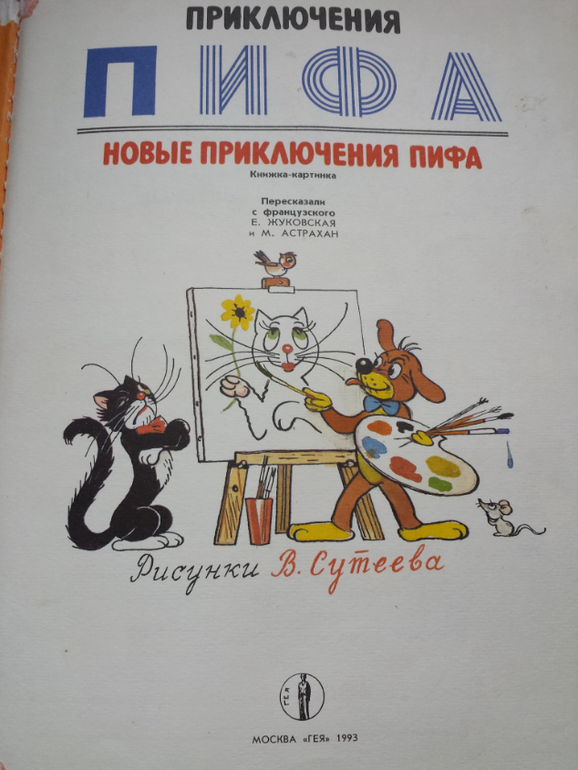 ПРИКЛЮЧЕНИЯ
ПИФА
НОВЫЕ ПРИКЛЮЧЕНИЯ ПИФА
Книжка-картинка
Пересказали
с французского
Е. ЖУКОВСКАЯ
и М. АСТРАХАН
Рисунки В. Сутеева
ГЕЯ
МОСКВА «ГЕЯ» 1993